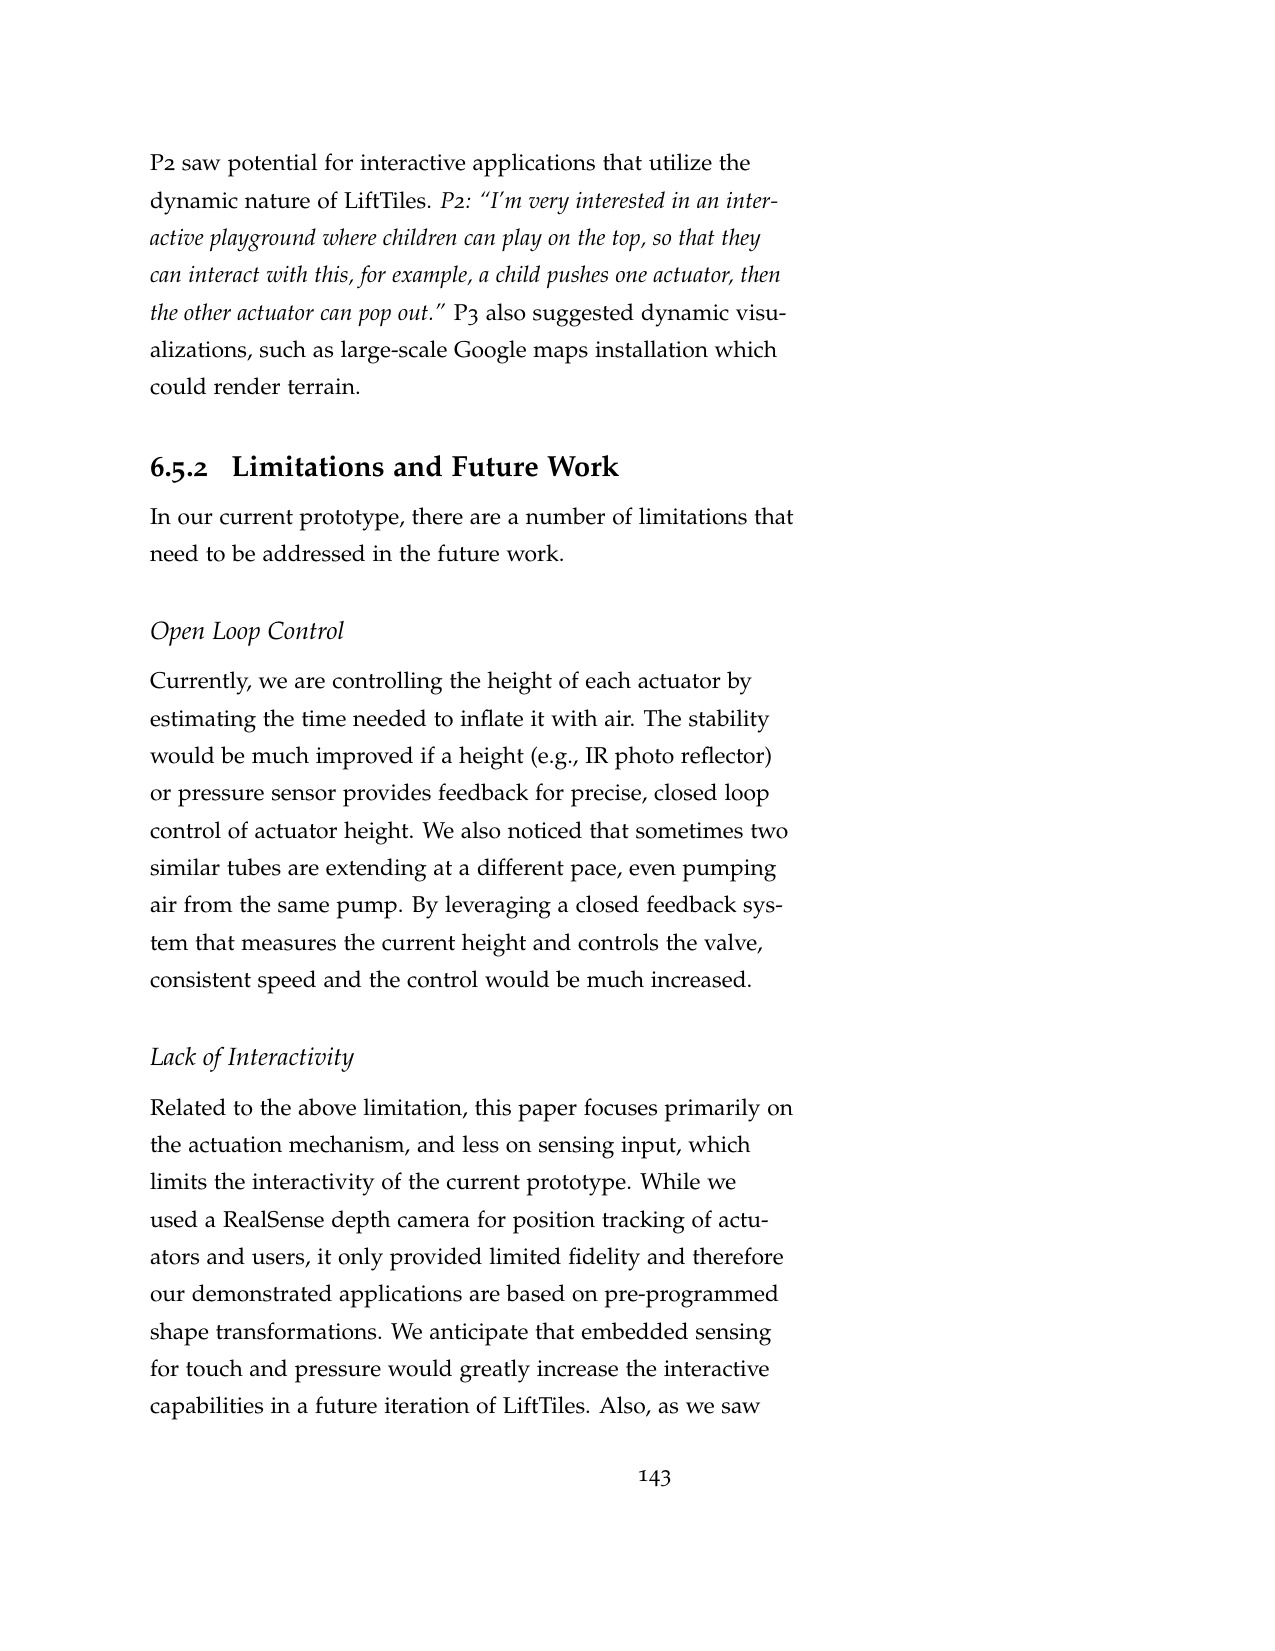 P2 saw potential for interactive applications that utilize the
dynamic nature of LiftTiles. P2: “I’m very interested in an inter-
active playground where children can play on the top, so that they
can interact with this, for example, a child pushes one actuator, then
the other actuator can pop out.” P3 also suggested dynamic visu-
alizations, such as large-scale Google maps installation which
could render terrain.
6.5.2 Limitations and Future Work
In our current prototype, there are a number of limitations that
need to be addressed in the future work.
Open Loop Control
Currently, we are controlling the height of each actuator by
estimating the time needed to inflate it with air. The stability
would be much improved if a height (e.g., IR photo reflector)
or pressure sensor provides feedback for precise, closed loop
control of actuator height. We also noticed that sometimes two
similar tubes are extending at a different pace, even pumping
air from the same pump. By leveraging a closed feedback sys-
tem that measures the current height and controls the valve,
consistent speed and the control would be much increased.
Lack of Interactivity
Related to the above limitation, this paper focuses primarily on
the actuation mechanism, and less on sensing input, which
limits the interactivity of the current prototype. While we
used a RealSense depth camera for position tracking of actu-
ators and users, it only provided limited fidelity and therefore
our demonstrated applications are based on pre-programmed
shape transformations. We anticipate that embedded sensing
for touch and pressure would greatly increase the interactive
capabilities in a future iteration of LiftTiles. Also, as we saw
143